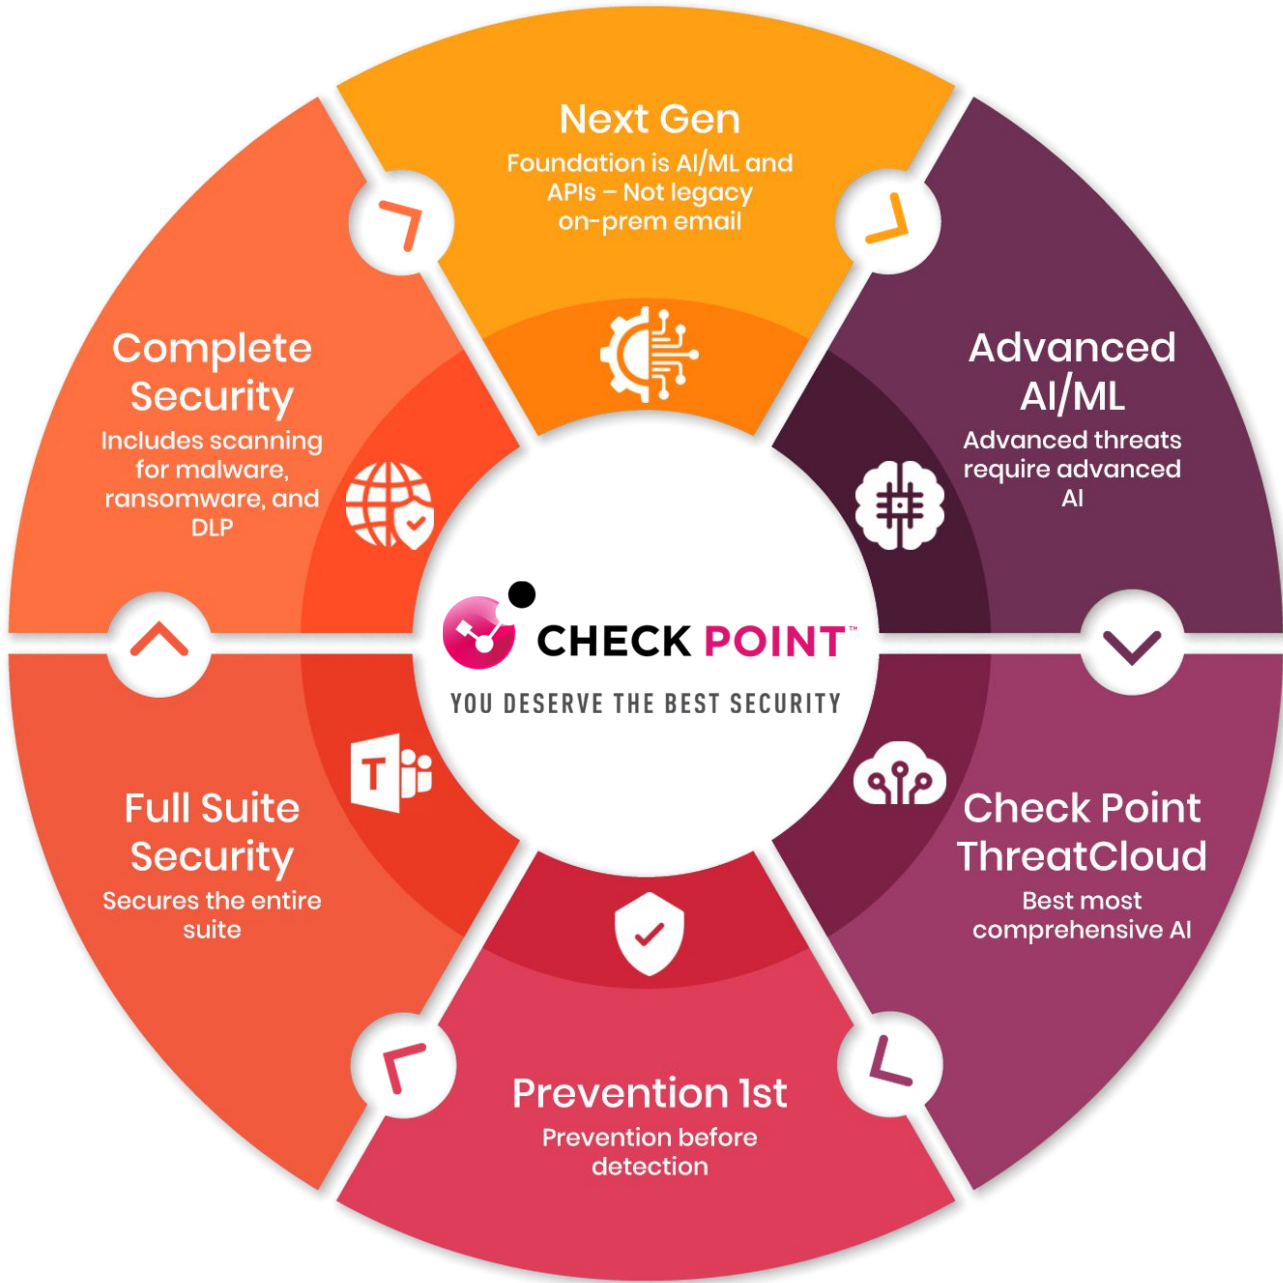 Next Gen
Foundation is AI/ML and
APIs – Not legacy
on-prem email
Advanced
AI/ML
Advanced threats
require advanced
AI
Check Point
ThreatCloud
Best most
comprehensive AI
Prevention 1st
Prevention before
detection
Full Suite
Security
Secures the entire
suite
Complete
Security
Includes scanning
for malware,
ransomware, and
DLP
T
CHECK POINT™
YOU DESERVE THE BEST SECURITY